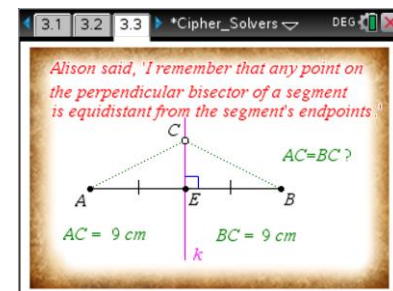 3.1 3.2 3.3 *Cipher_Solvers DEG
Alison said, 'I remember that any point on
the perpendicular bisector of a segment
is equidistant from the segment's endpoints.'
C
AC=BC ?
A
E
B
AC = 9 cm
BC = 9 cm
k